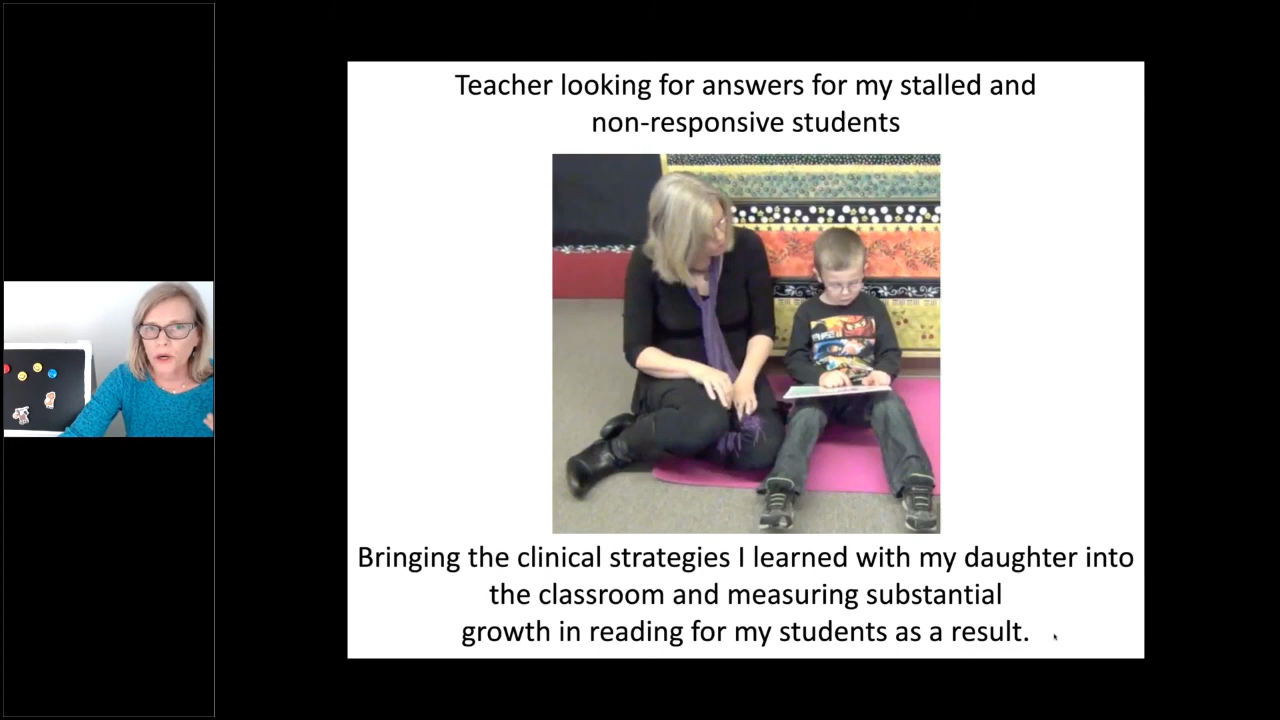 Teacher looking for answers for my stalled and
non-responsive students
Bringing the clinical strategies I learned with my daughter into
the classroom and measuring substantial
growth in reading for my students as a result.